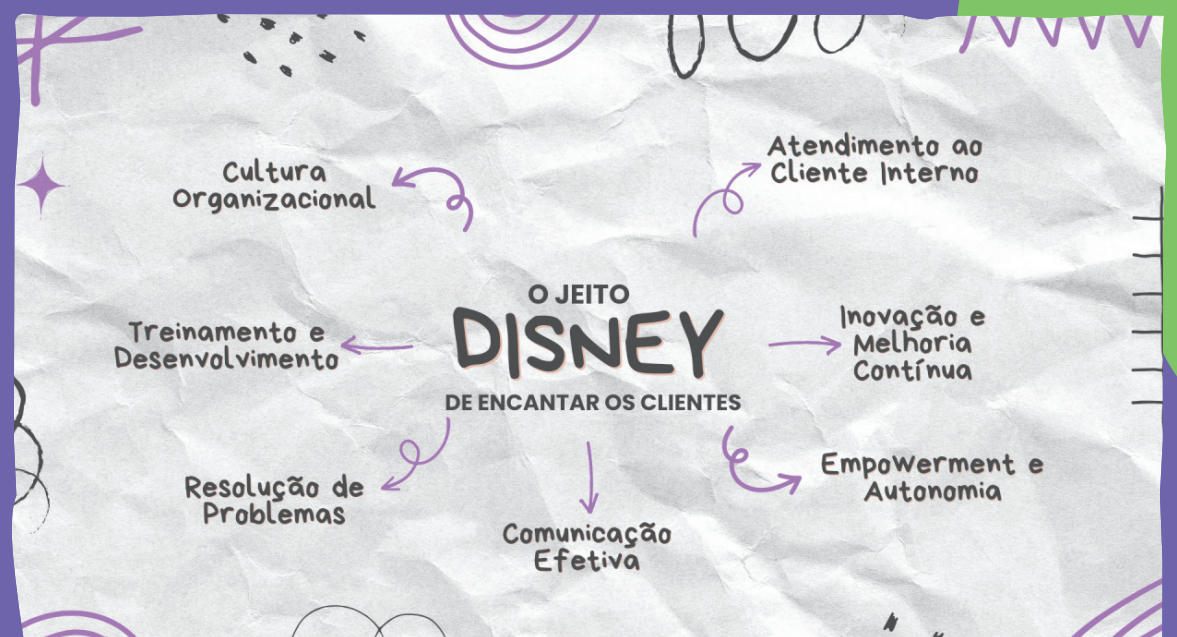 Cultura
Organizacional
Atendimento ao
Cliente Interno
O JEITO
DISNEY
DE ENCANTAR OS CLIENTES
Treinamento e
Desenvolvimento
Inovação e
Melhoria
Contínua
Resolução de
Problemas
Empowerment e
Autonomia
Comunicação
Efetiva